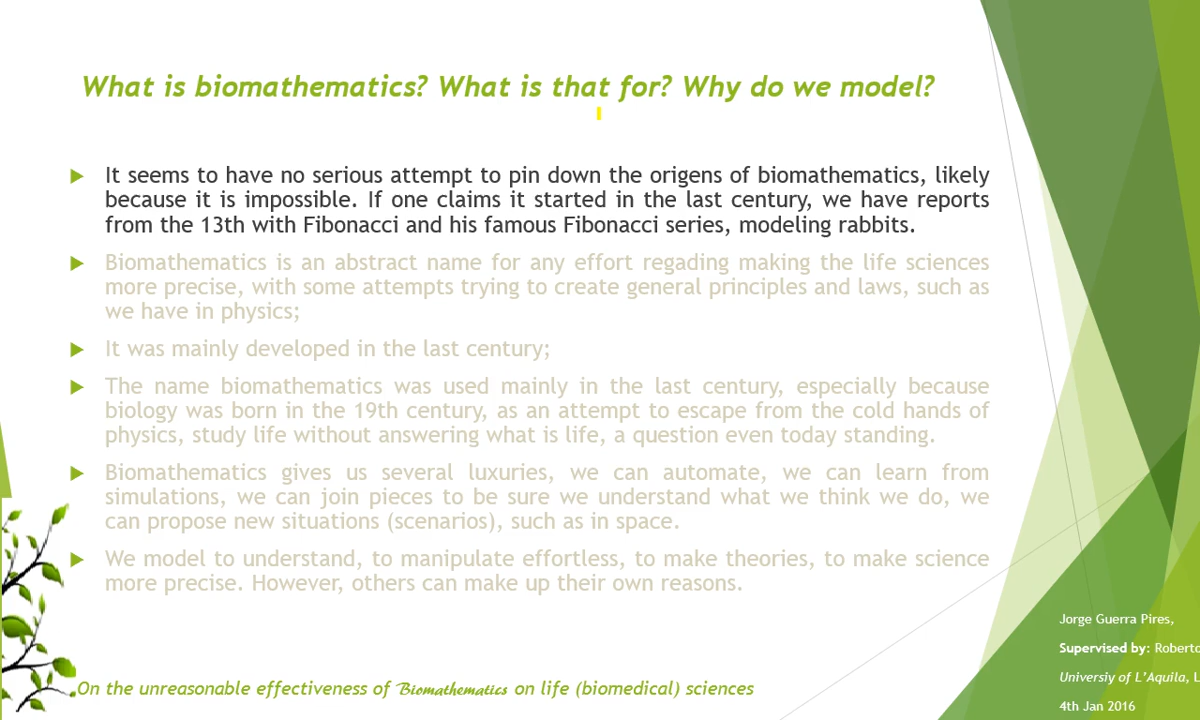 What is biomathematics? What is that for? Why do we model?
It seems to have no serious attempt to pin down the origens of biomathematics, likely
because it is impossible. If one claims it started in the last century, we have reports
from the 13th with Fibonacci and his famous Fibonacci series, modeling rabbits.
Biomathematics is an abstract name for any effort regading making the life sciences
more precise, with some attempts trying to create general principles and laws, such as
we have in physics;
It was mainly developed in the last century;
The name biomathematics was used mainly in the last century, especially because
biology was born in the 19th century, as an attempt to escape from the cold hands of
physics, study life without answering what is life, a question even today standing.
Biomathematics gives us several luxuries, we can automate, we can learn from
simulations, we can join pieces to be sure we understand what we think we do, we
can propose new situations (scenarios), such as in space.
We model to understand, to manipulate effortless, to make theories, to make science
more precise. However, others can make up their own reasons.
Jorge Guerra Pires,
Supervised by: Roberto
Universiy of L'Aquila, L
4th Jan 2016
On the unreasonable effectiveness of Biomathematics on life (biomedical) sciences